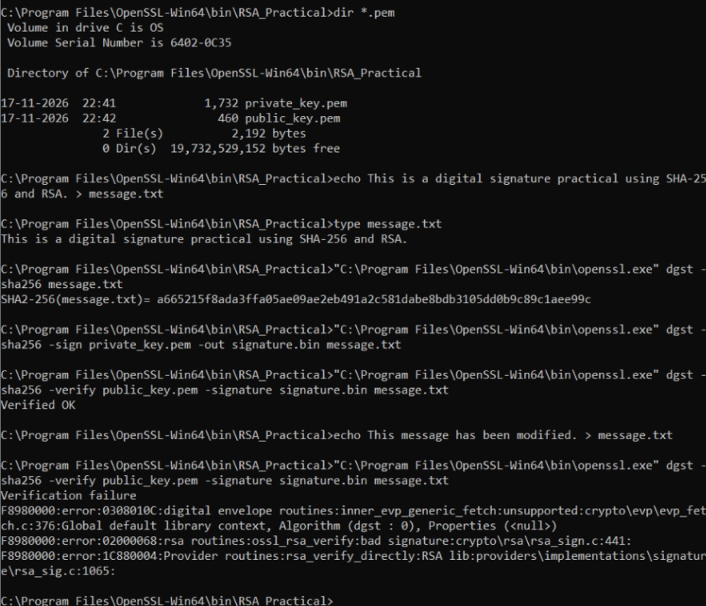 C:\Program Files\OpenSSL-Win64\bin\RSA_Practical>dir *.pem
 Volume in drive C is OS
 Volume Serial Number is 6402-0C35

 Directory of C:\Program Files\OpenSSL-Win64\bin\RSA_Practical

17-11-2026  22:41             1,732 private_key.pem
17-11-2026  22:42               460 public_key.pem
               2 File(s)          2,192 bytes
               0 Dir(s)  19,732,529,152 bytes free

C:\Program Files\OpenSSL-Win64\bin\RSA_Practical>echo This is a digital signature practical using SHA-25
6 and RSA. > message.txt

C:\Program Files\OpenSSL-Win64\bin\RSA_Practical>type message.txt
This is a digital signature practical using SHA-256 and RSA.

C:\Program Files\OpenSSL-Win64\bin\RSA_Practical>"C:\Program Files\OpenSSL-Win64\bin\openssl.exe" dgst -
sha256 message.txt
SHA2-256(message.txt)= a665215f8ada3ffa05ae09ae2eb491a2c581dabe8bdb3105dd0b9c89c1aee99c

C:\Program Files\OpenSSL-Win64\bin\RSA_Practical>"C:\Program Files\OpenSSL-Win64\bin\openssl.exe" dgst -
sha256 -sign private_key.pem -out signature.bin message.txt

C:\Program Files\OpenSSL-Win64\bin\RSA_Practical>"C:\Program Files\OpenSSL-Win64\bin\openssl.exe" dgst -
sha256 -verify public_key.pem -signature signature.bin message.txt
Verified OK

C:\Program Files\OpenSSL-Win64\bin\RSA_Practical>echo This message has been modified. > message.txt

C:\Program Files\OpenSSL-Win64\bin\RSA_Practical>"C:\Program Files\OpenSSL-Win64\bin\openssl.exe" dgst -
sha256 -verify public_key.pem -signature signature.bin message.txt
Verification failure
F8980000:error:0308010C:digital envelope routines:inner_evp_generic_fetch:unsupported:crypto\evp\evp_fet
ch.c:376:Global default library context, Algorithm (dgst : 0), Properties (<null>)
F8980000:error:02000068:rsa routines:ossl_rsa_verify:bad signature:crypto\rsa\rsa_sign.c:441:
F8980000:error:1C880004:Provider routines:rsa_verify_directly:RSA lib:providers\implementations\signatur
e\rsa_sig.c:1065:

C:\Program Files\OpenSSL-Win64\bin\RSA_Practical>